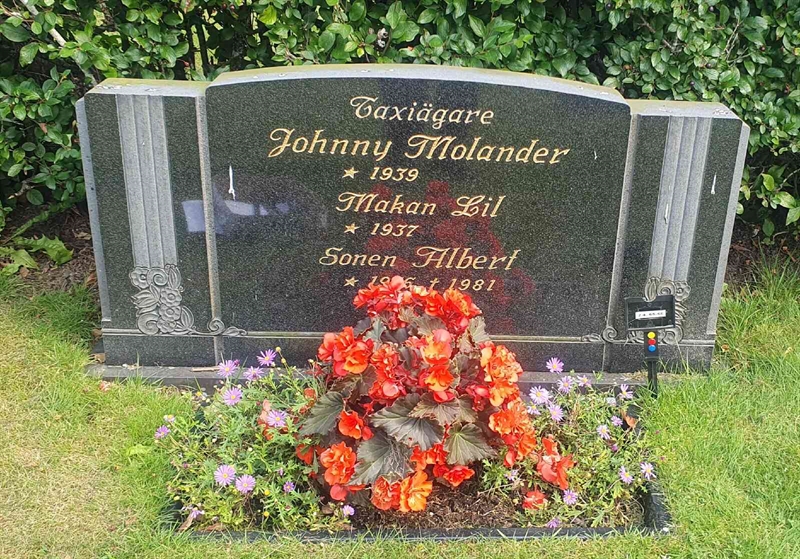 Taxiägare
Johnny Molander
★ 1939
Makan Lil
★ 1937
Sonen Albert
★ † 1981